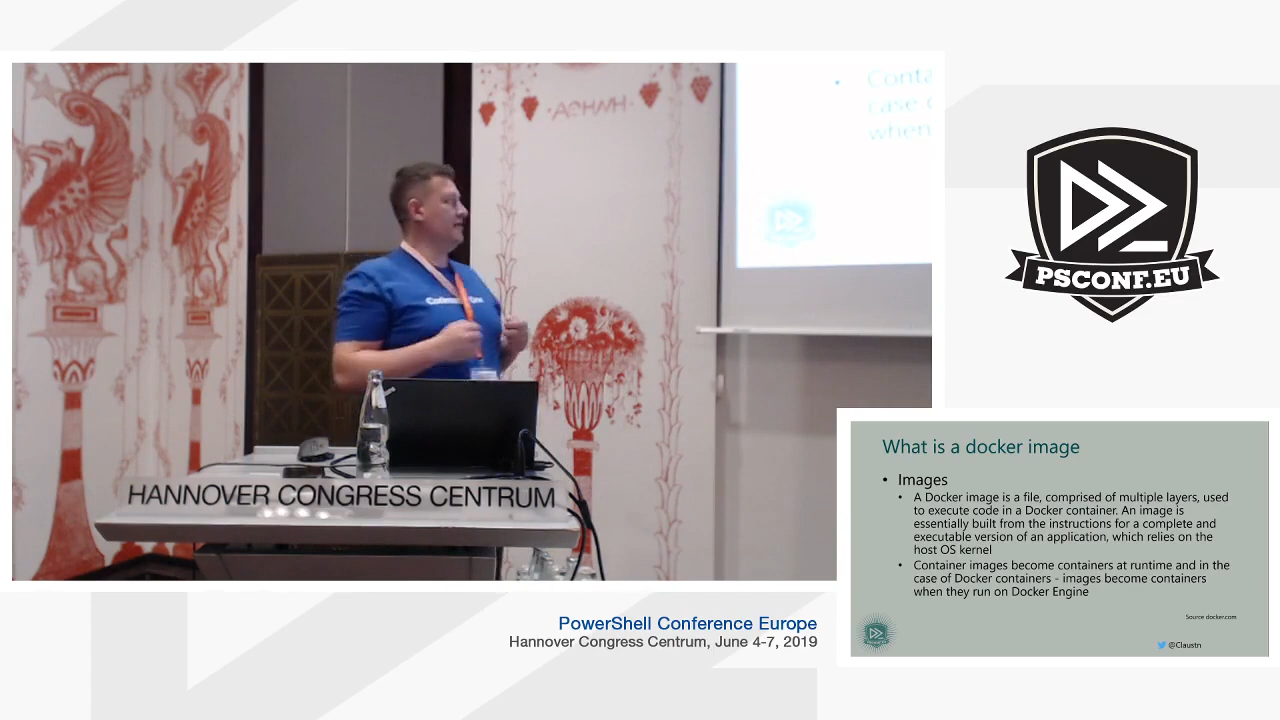 Conta
case o
when
HANNOVER CONGRESS CENTRUM
PSCONF.EU
What is a docker image
• Images
• A Docker image is a file, comprised of multiple layers, used
to execute code in a Docker container. An image is
essentially built from the instructions for a complete and
executable version of an application, which relies on the
host OS kernel
• Container images become containers at runtime and in the
case of Docker containers - images become containers
when they run on Docker Engine
Source docker.com
@Claustn
PowerShell Conference Europe
Hannover Congress Centrum, June 4-7, 2019